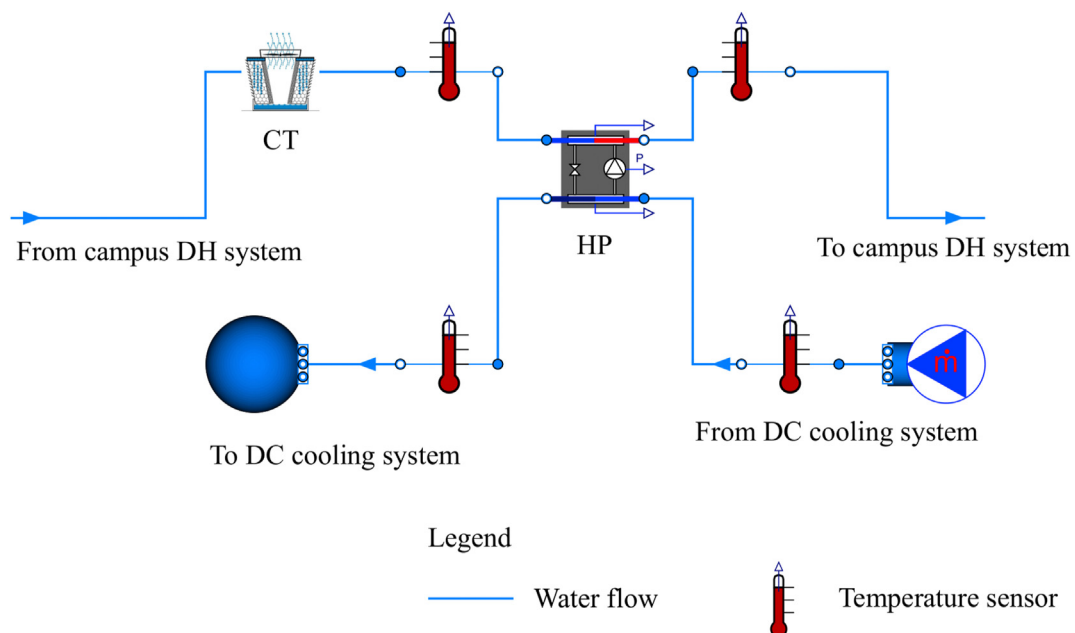 CT
P
From campus DH system
HP
To campus DH system
ṁ
To DC cooling system
From DC cooling system
Legend
Water flow
Temperature sensor